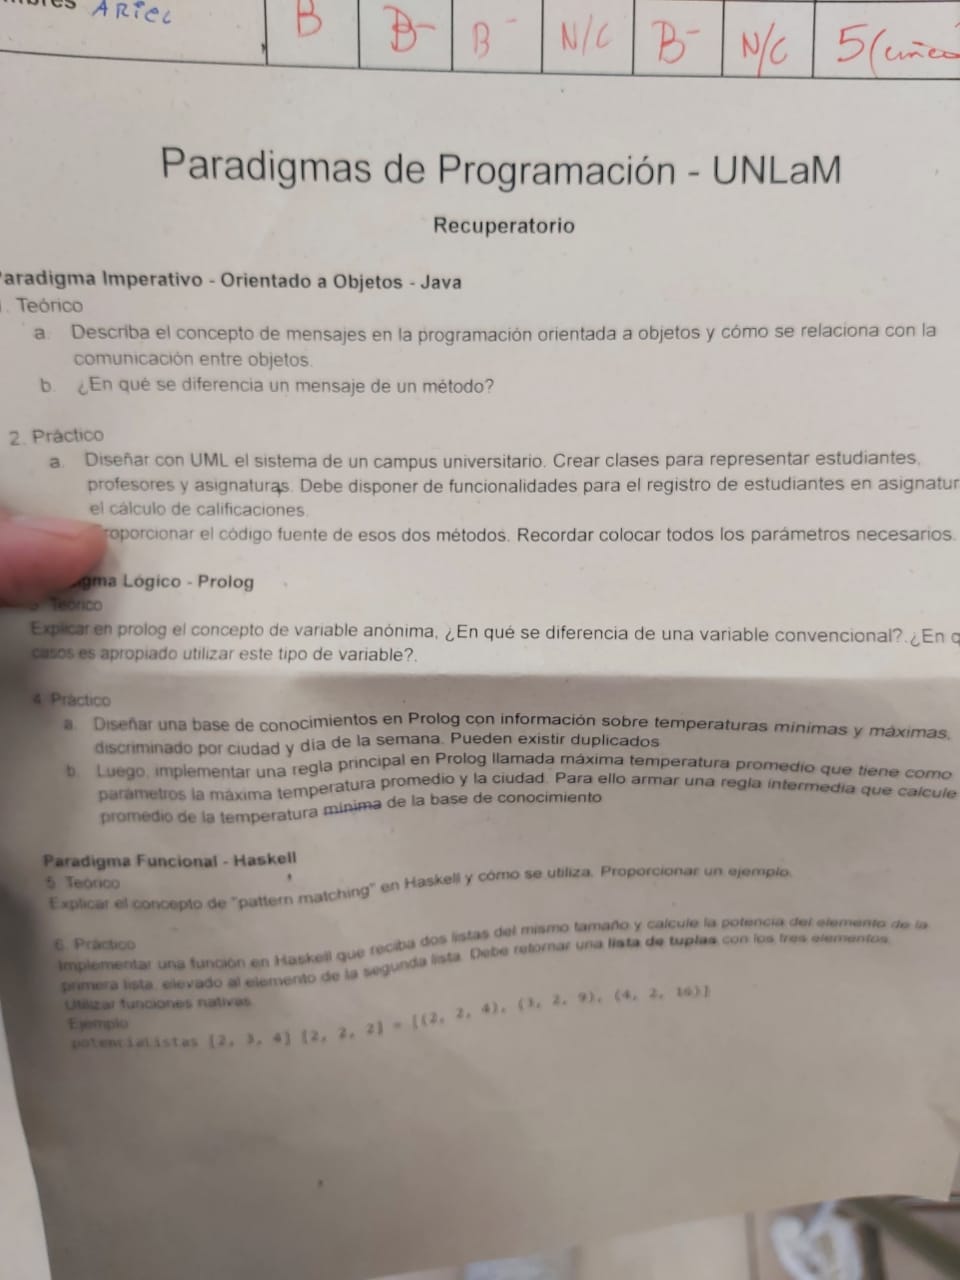 ARiel
B B- B- N/C B- N/C 5(cinco
Paradigmas de Programación - UNLaM
Recuperatorio
Paradigma Imperativo - Orientado a Objetos - Java
1. Teórico
a. Describa el concepto de mensajes en la programación orientada a objetos y cómo se relaciona con la
comunicación entre objetos.
b. ¿En qué se diferencia un mensaje de un método?
2. Práctico
a. Diseñar con UML el sistema de un campus universitario. Crear clases para representar estudiantes,
profesores y asignaturas. Debe disponer de funcionalidades para el registro de estudiantes en asignatur
el cálculo de calificaciones.
roporcionar el código fuente de esos dos métodos. Recordar colocar todos los parámetros necesarios.
gma Lógico - Prolog
3. Teórico
Explicar en prolog el concepto de variable anónima, ¿En qué se diferencia de una variable convencional?. ¿En q
casos es apropiado utilizar este tipo de variable?.
4. Práctico
a. Diseñar una base de conocimientos en Prolog con información sobre temperaturas mínimas y máximas,
discriminado por ciudad y día de la semana. Pueden existir duplicados
b. Luego, implementar una regla principal en Prolog llamada máxima temperatura promedio que tiene como
parámetros la máxima temperatura promedio y la ciudad. Para ello armar una regla intermedia que calcule
promedio de la temperatura mínima de la base de conocimiento
Paradigma Funcional - Haskell
5. Teórico
Explicar el concepto de "pattern matching" en Haskell y cómo se utiliza. Proporcionar un ejemplo.
6. Práctico
Implementar una función en Haskell que reciba dos listas del mismo tamaño y calcule la potencia del elemento de la
primera lista, elevado al elemento de la segunda lista. Debe retornar una lista de tuplas con los tres elementos.
Utilizar funciones nativas.
Ejemplo
potenciaListas [2, 3, 4] [2, 2, 2] = [(2, 2, 4), (3, 2, 9), (4, 2, 16)]